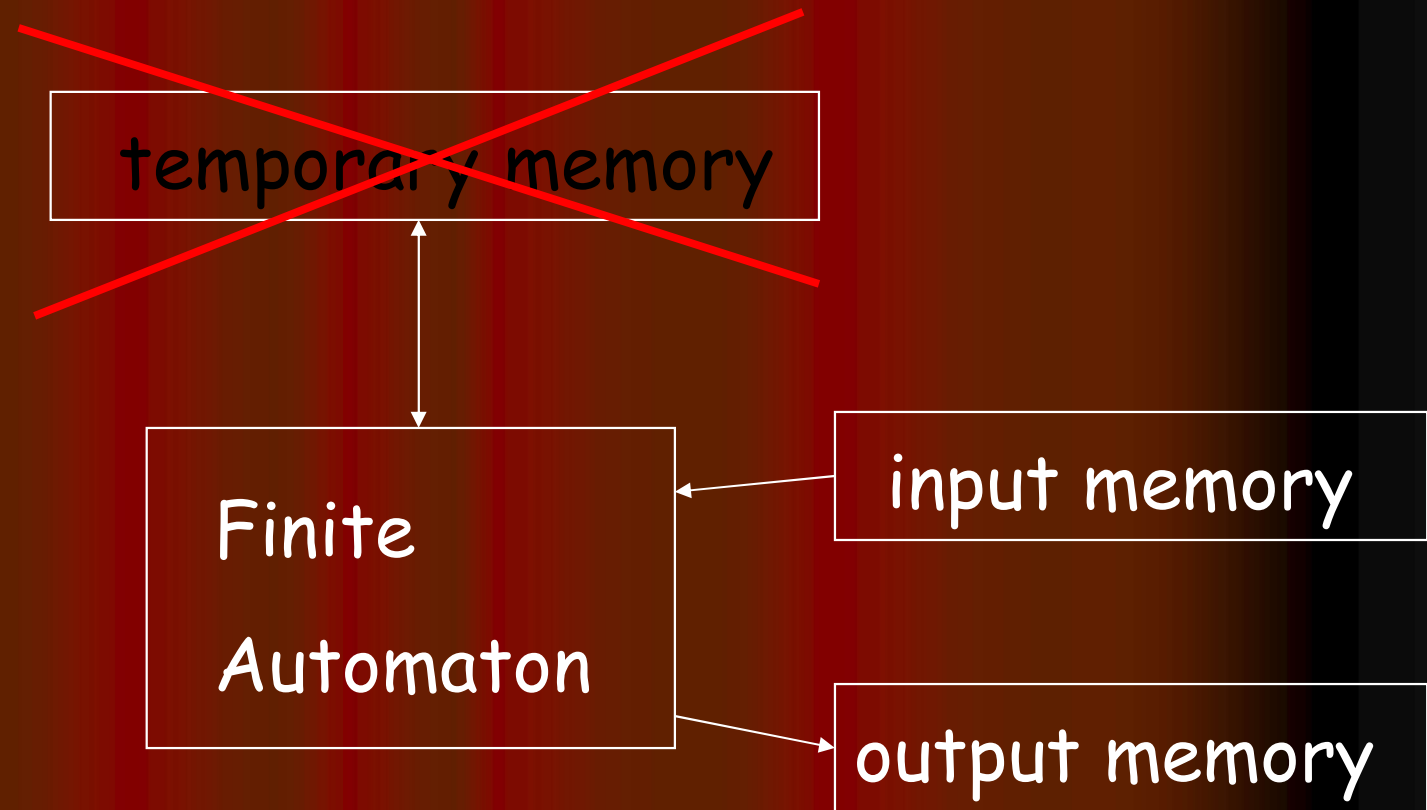 temporary memory
input memory
Finite
Automaton
output memory